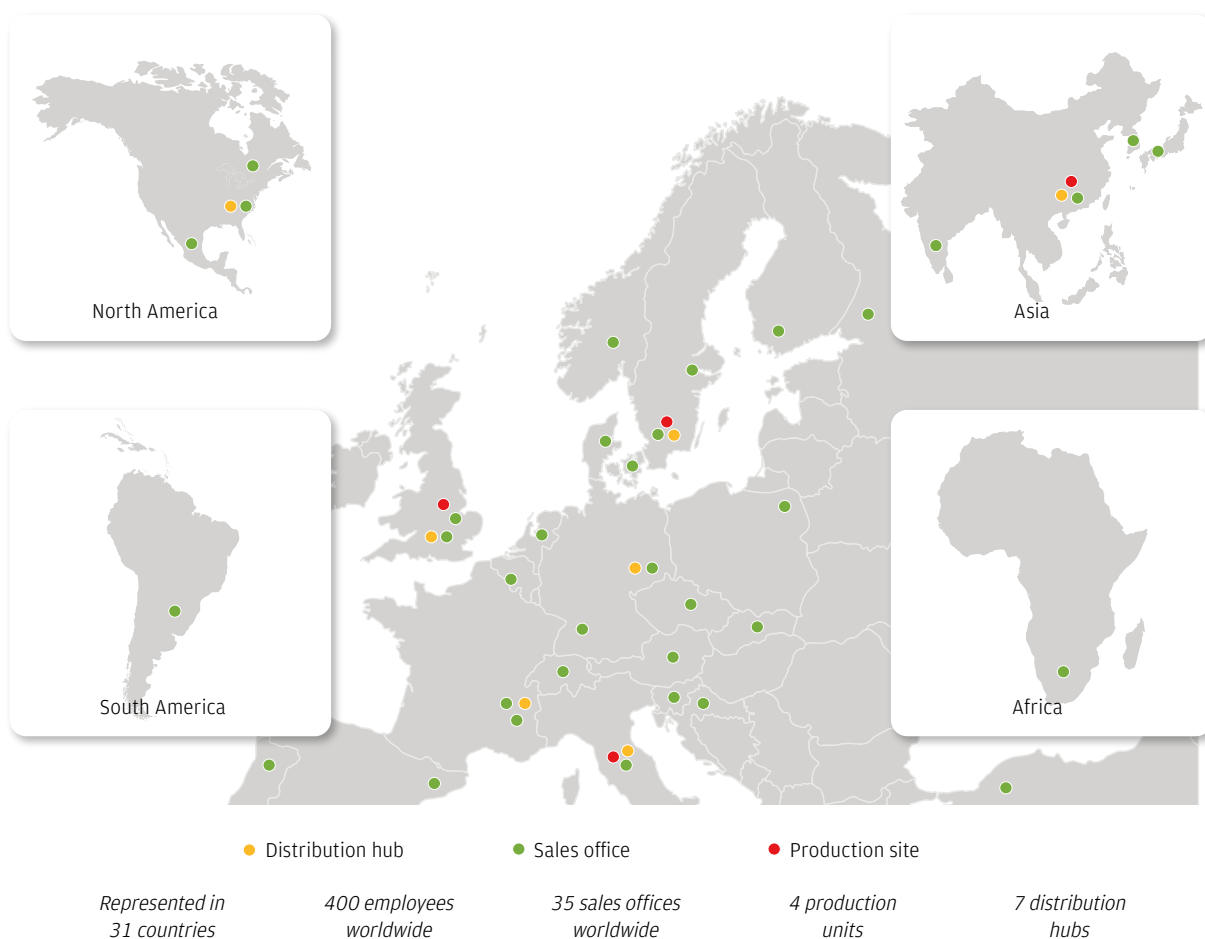 North America
Asia
South America
Africa
Distribution hub
Sales office
Production site
Represented in
31 countries
400 employees
worldwide
35 sales offices
worldwide
4 production
units
7 distribution
hubs